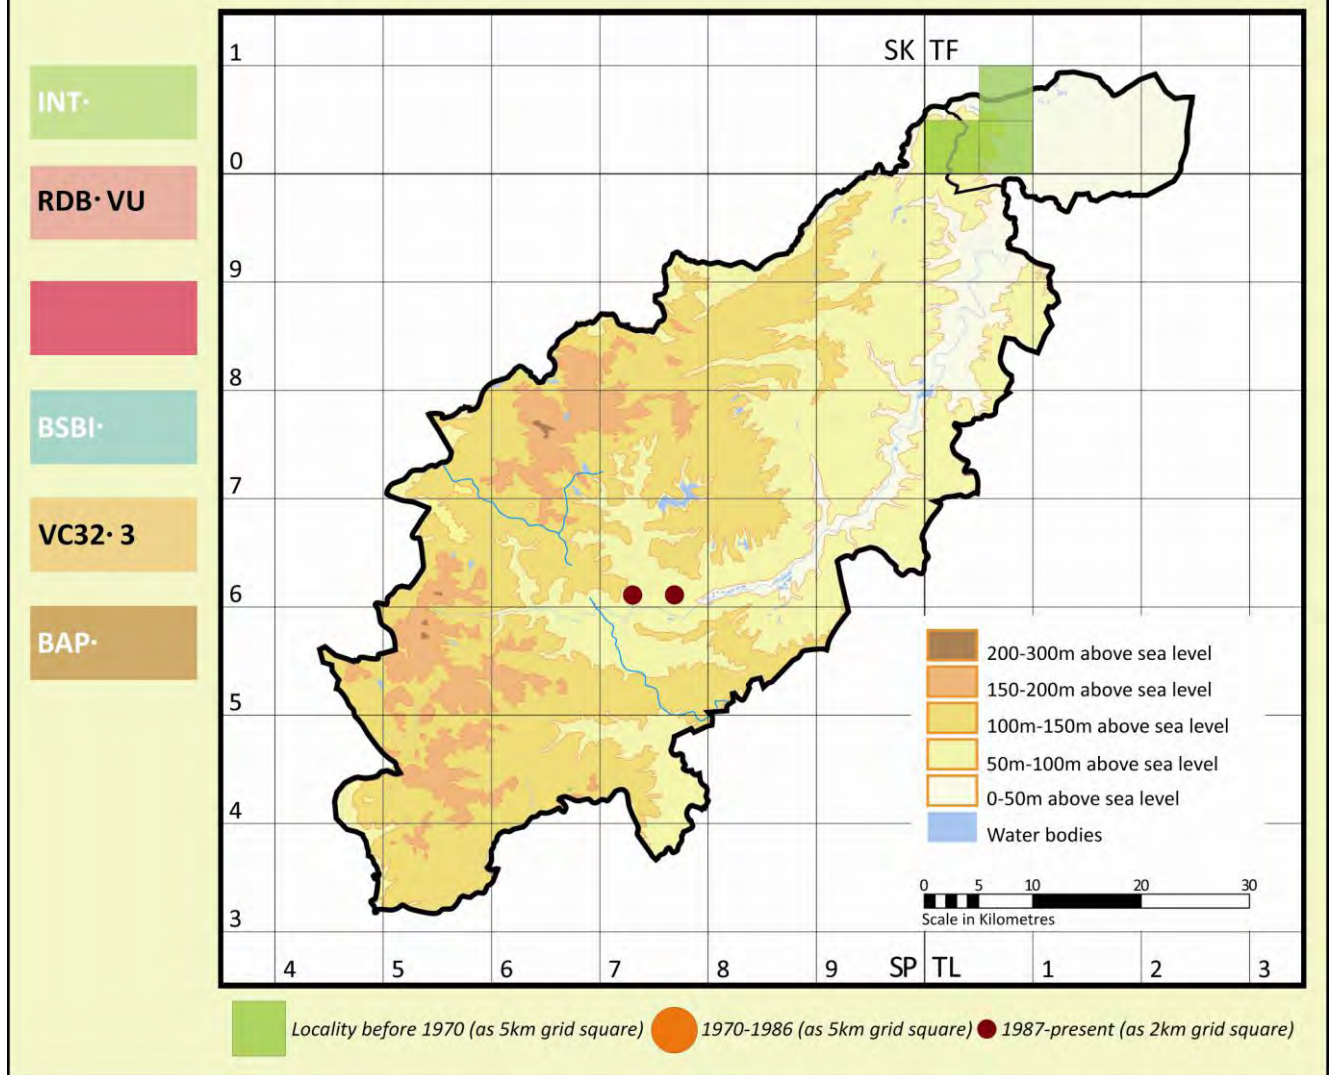 INT·
RDB· VU
BSBI·
VC32· 3
BAP·
SK TF
1
0
9
8
7
6
5
4
3
4 5 6 7 8 9 SP TL 1 2 3
200-300m above sea level
150-200m above sea level
100m-150m above sea level
50m-100m above sea level
0-50m above sea level
Water bodies
0 5 10 20 30
Scale in Kilometres
Locality before 1970 (as 5km grid square) 1970-1986 (as 5km grid square) 1987-present (as 2km grid square)